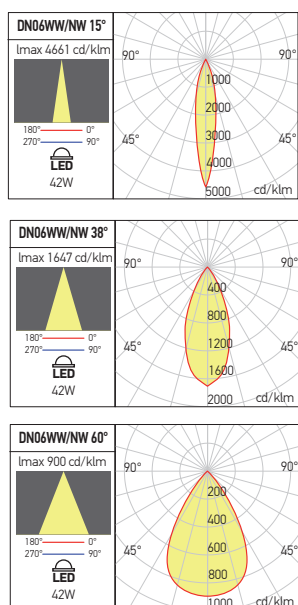 DN06WW/NW 15°
Imax 4661 cd/klm
180° 0°
270° 90°
LED
42W
90° 90°
1000
2000
3000
45° 45°
4000
5000 cd/klm
DN06WW/NW 38°
Imax 1647 cd/klm
180° 0°
270° 90°
LED
42W
90° 90°
400
800
1200
45° 45°
1600
2000 cd/klm
DN06WW/NW 60°
Imax 900 cd/klm
180° 0°
270° 90°
LED
42W
90° 90°
200
400
600
45° 45°
800
1000 cd/klm